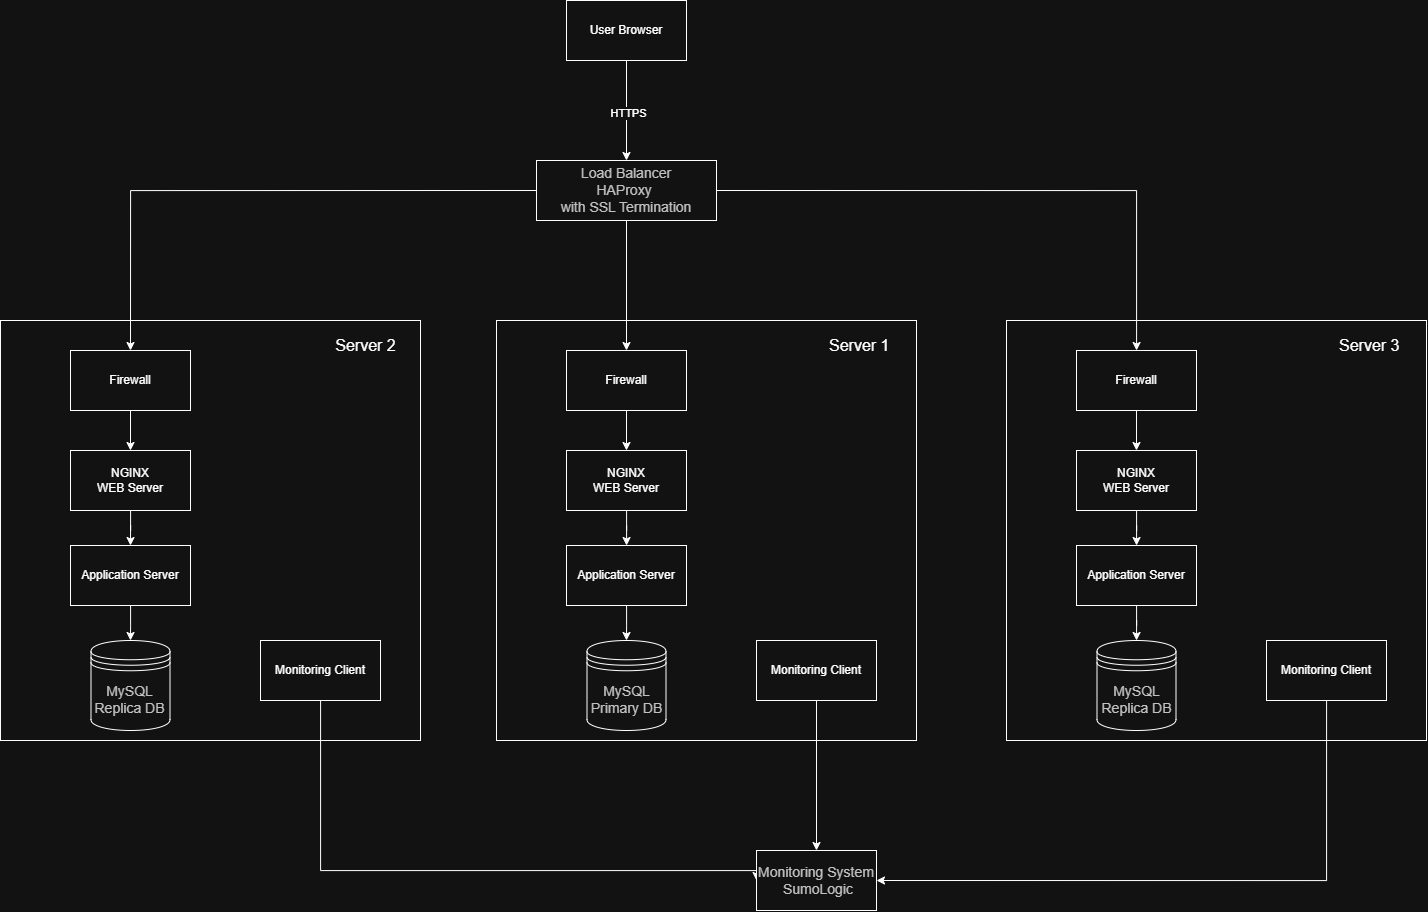 User Browser
HTTPS
Load Balancer
HAProxy
with SSL Termination
Server 2
Firewall
NGINX
WEB Server
Application Server
MySQL
Replica DB
Monitoring Client
Server 1
Firewall
NGINX
WEB Server
Application Server
MySQL
Primary DB
Monitoring Client
Server 3
Firewall
NGINX
WEB Server
Application Server
MySQL
Replica DB
Monitoring Client
Monitoring System
SumoLogic